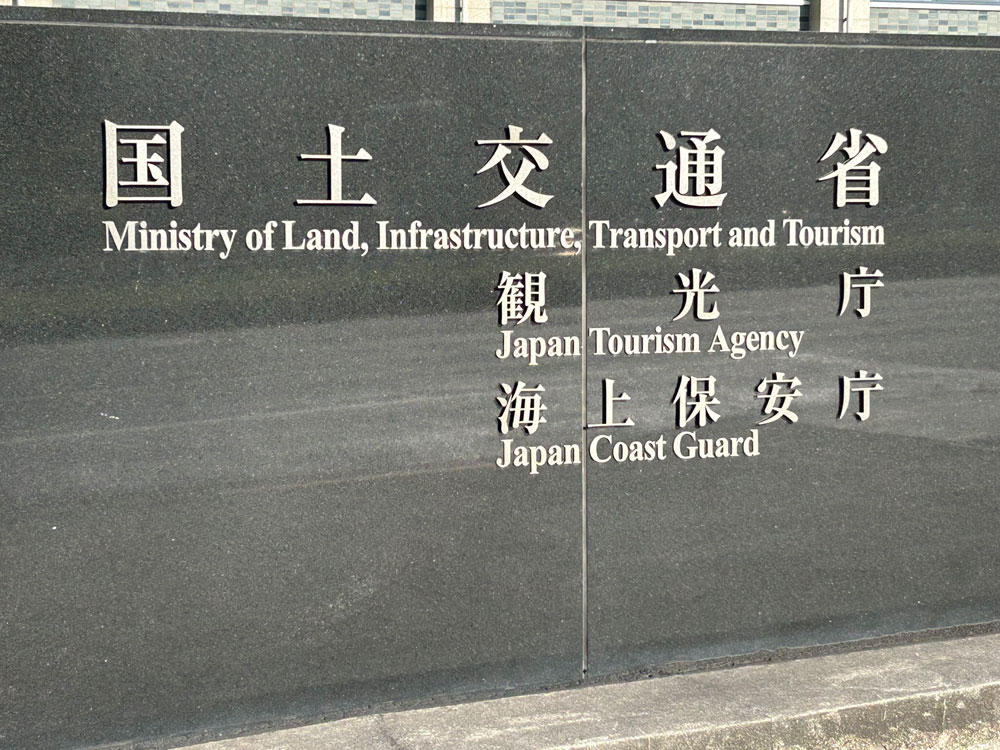 国土交通省
Ministry of Land, Infrastructure, Transport and Tourism
観光庁
Japan Tourism Agency
海上保安庁
Japan Coast Guard